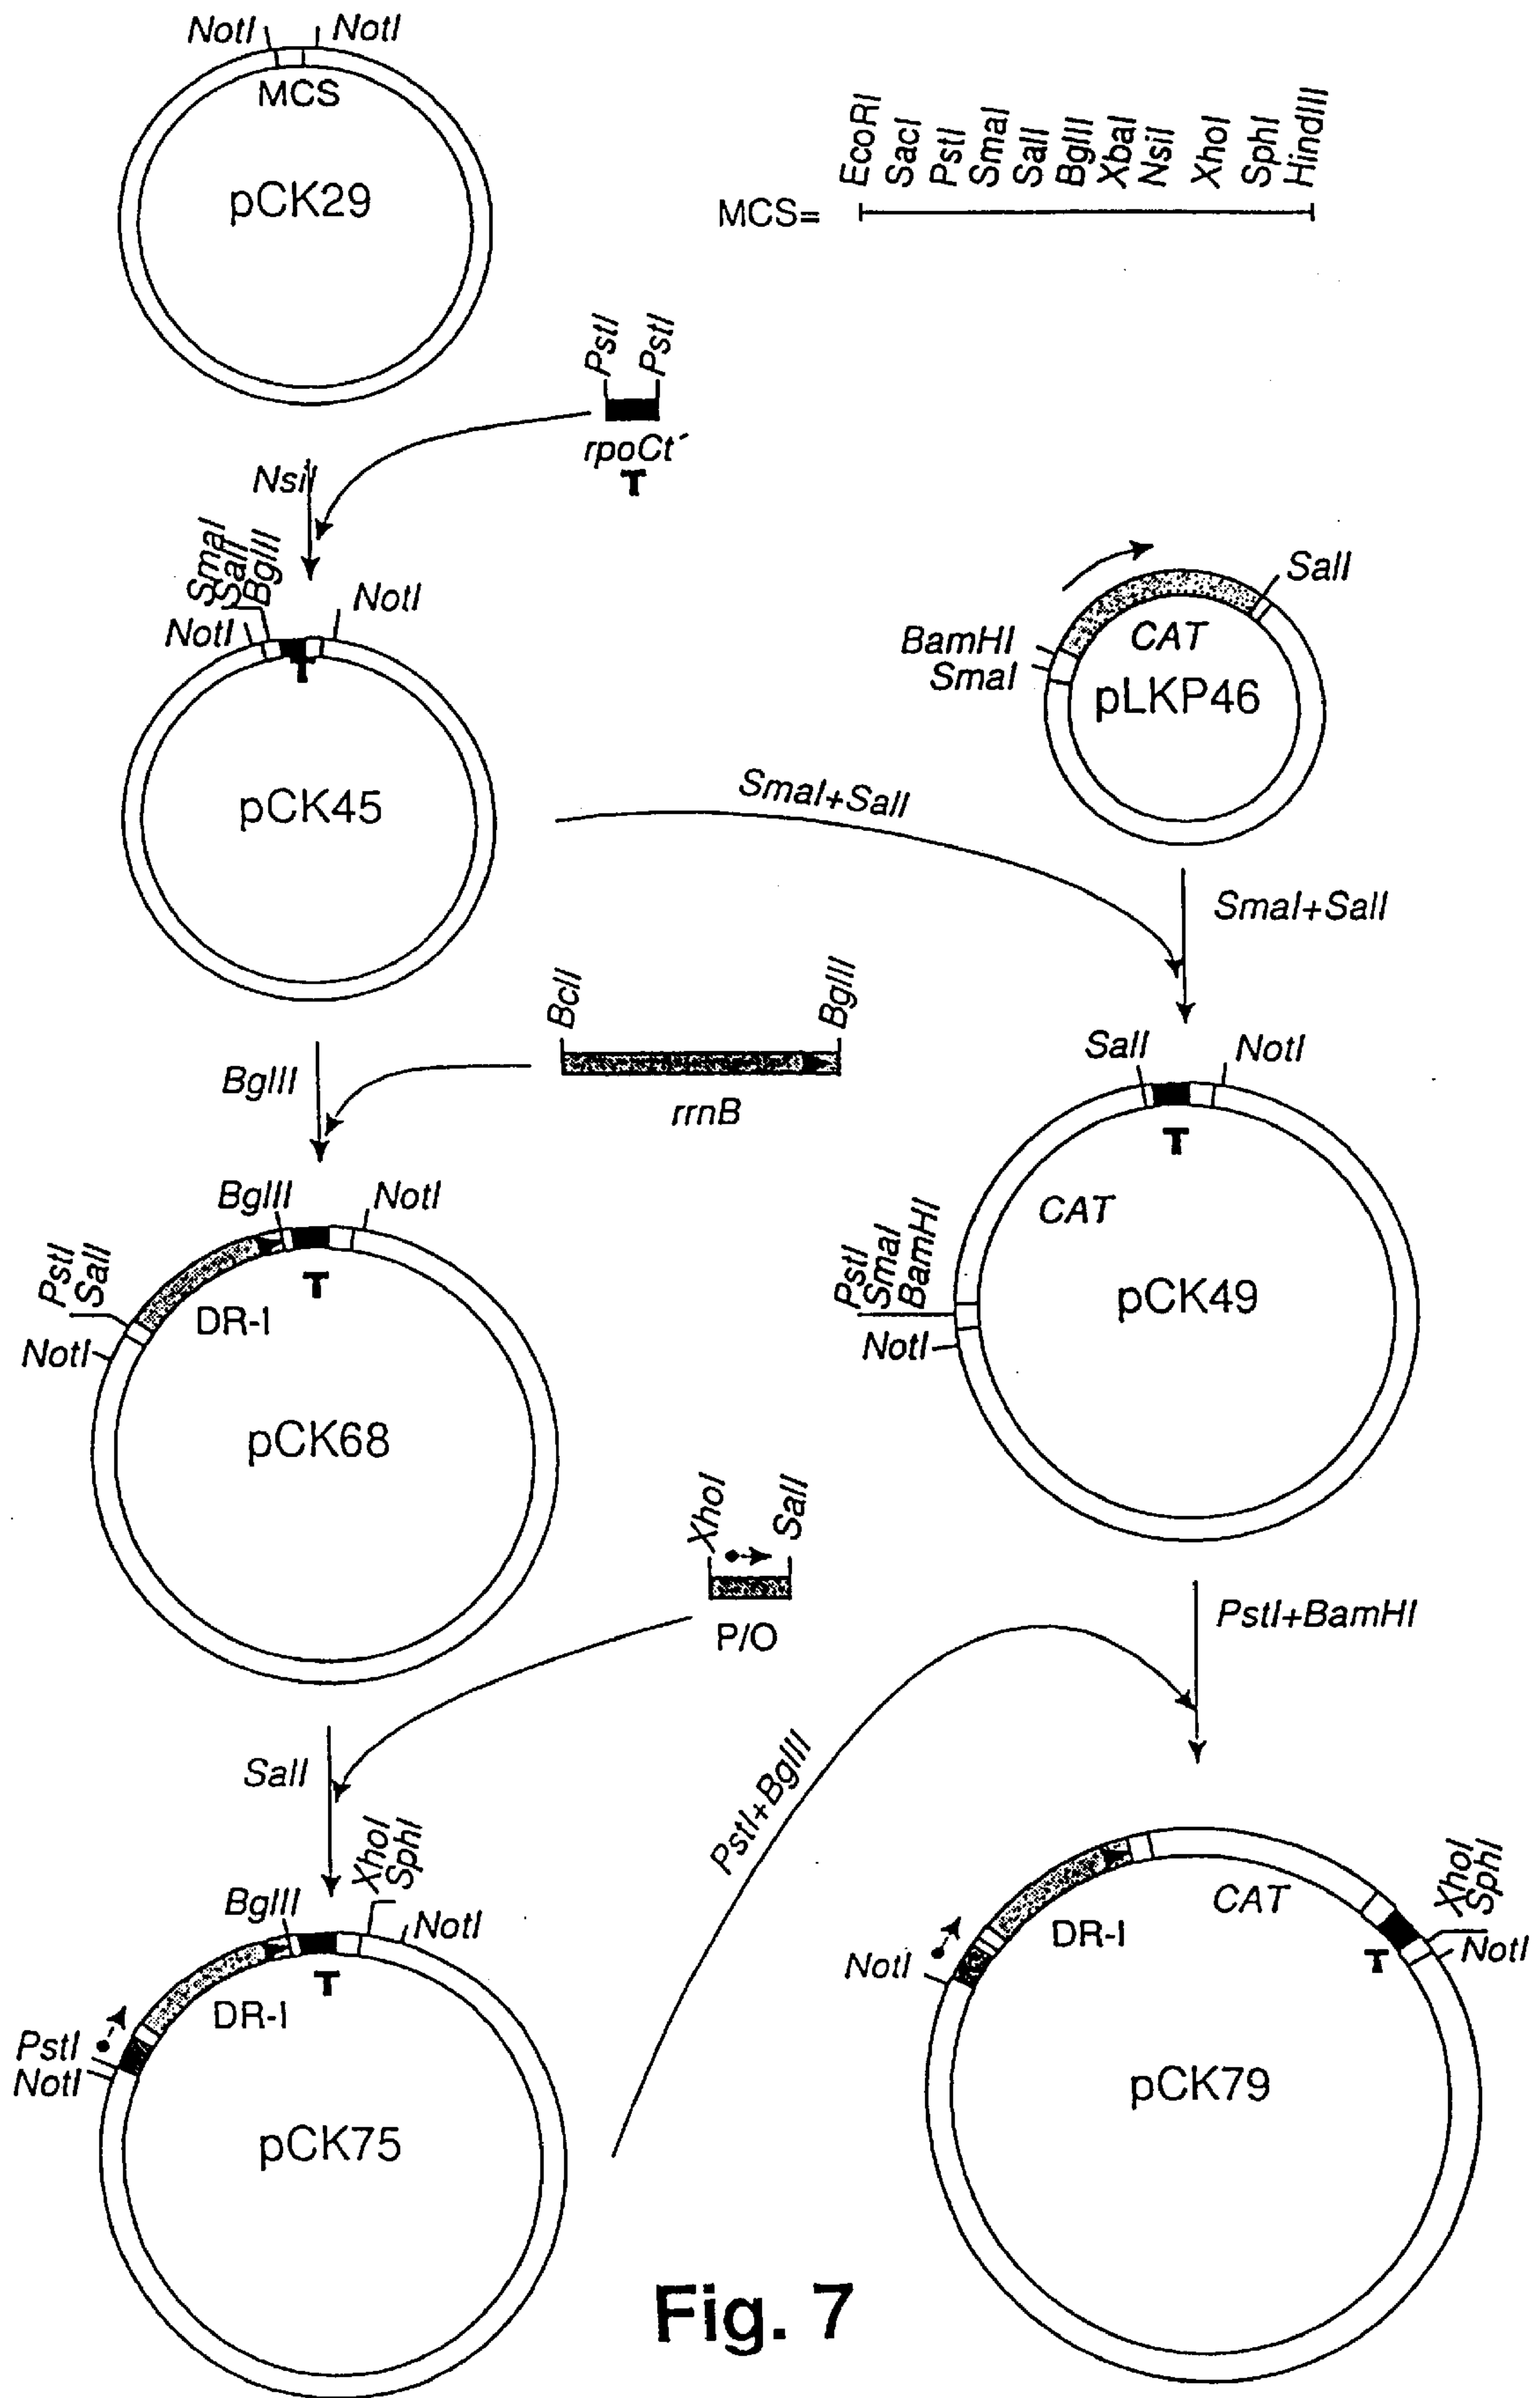 NotI NotI
MCS
pCK29
EcoRI
SacI
PstI
SmaI
SalI
BglII
XbaI
NsiI
XhoI
SphI
HindIII
MCS=
PstI
PstI
rpoCt´
T
NsiI
SmaI
SalI
BglII
NotI
NotI
T
pCK45
SalI
BamHI
SmaI
CAT
pLKP46
SmaI+SalI
SmaI+SalI
BclI
BglII
rrnB
BglII
SalI
NotI
T
CAT
PstI
SmaI
BamHI
NotI
pCK49
BglII
NotI
PstI
SalI
NotI
T
DR-I
pCK68
XhoI
SalI
P/O
PstI+BamHI
SalI
PstI+BglII
XhoI
SphI
BglII
NotI
T
DR-I
PstI
NotI
pCK75
CAT
XhoI
SphI
NotI
T
DR-I
NotI
pCK79
Fig. 7